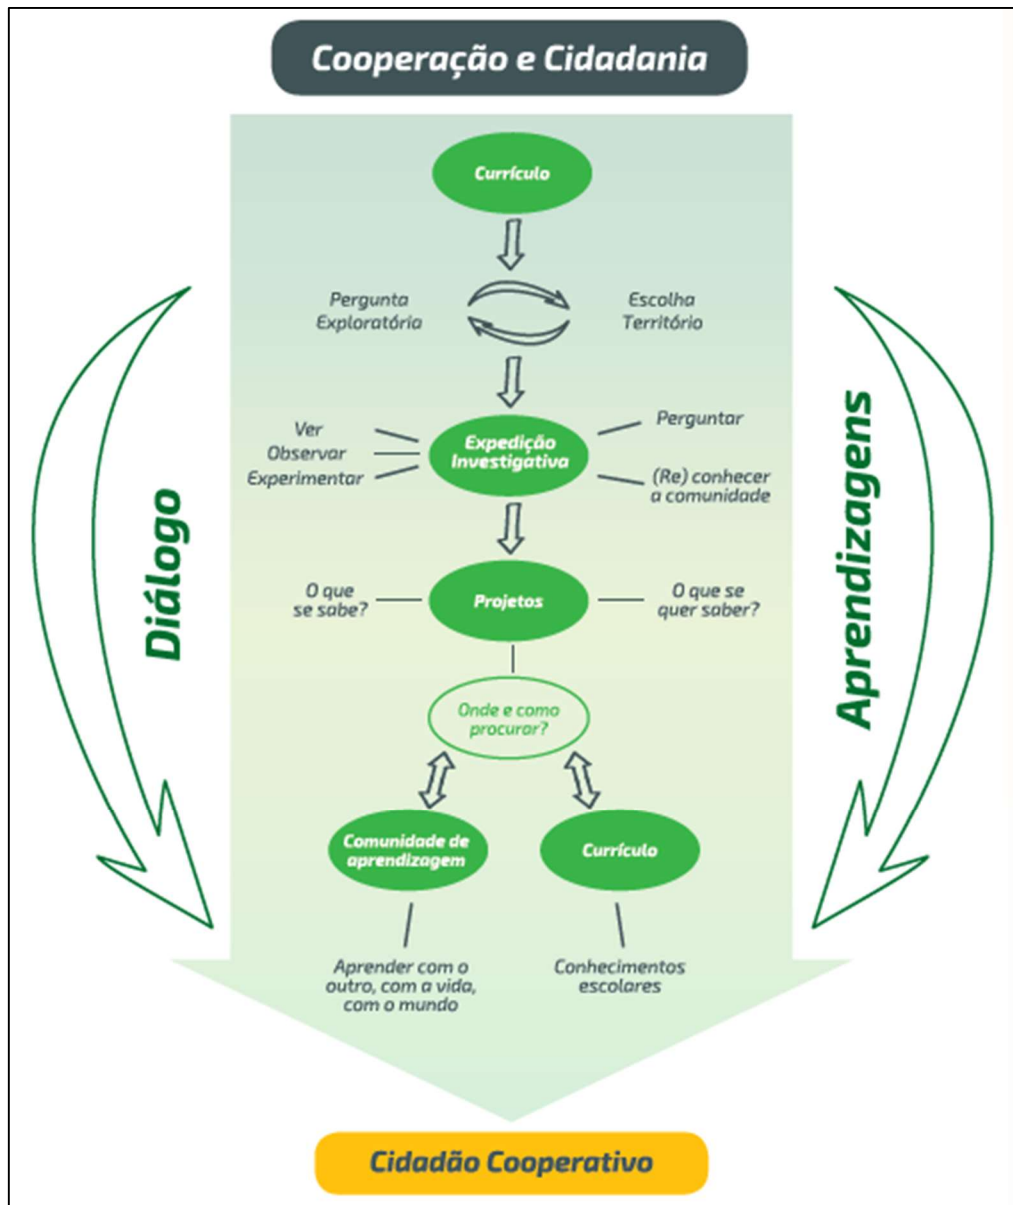 Cooperação e Cidadania
Currículo
Pergunta
Exploratória
Escolha
Território
Ver
Observar
Experimentar
Expedição
Investigativa
Perguntar
(Re) conhecer
a comunidade
O que
se sabe?
Projetos
O que se
quer saber?
Diálogo
Aprendizagens
Onde e como
procurar?
Comunidade de
aprendizagem
Currículo
Aprender com o
outro, com a vida,
com o mundo
Conhecimentos
escolares
Cidadão Cooperativo